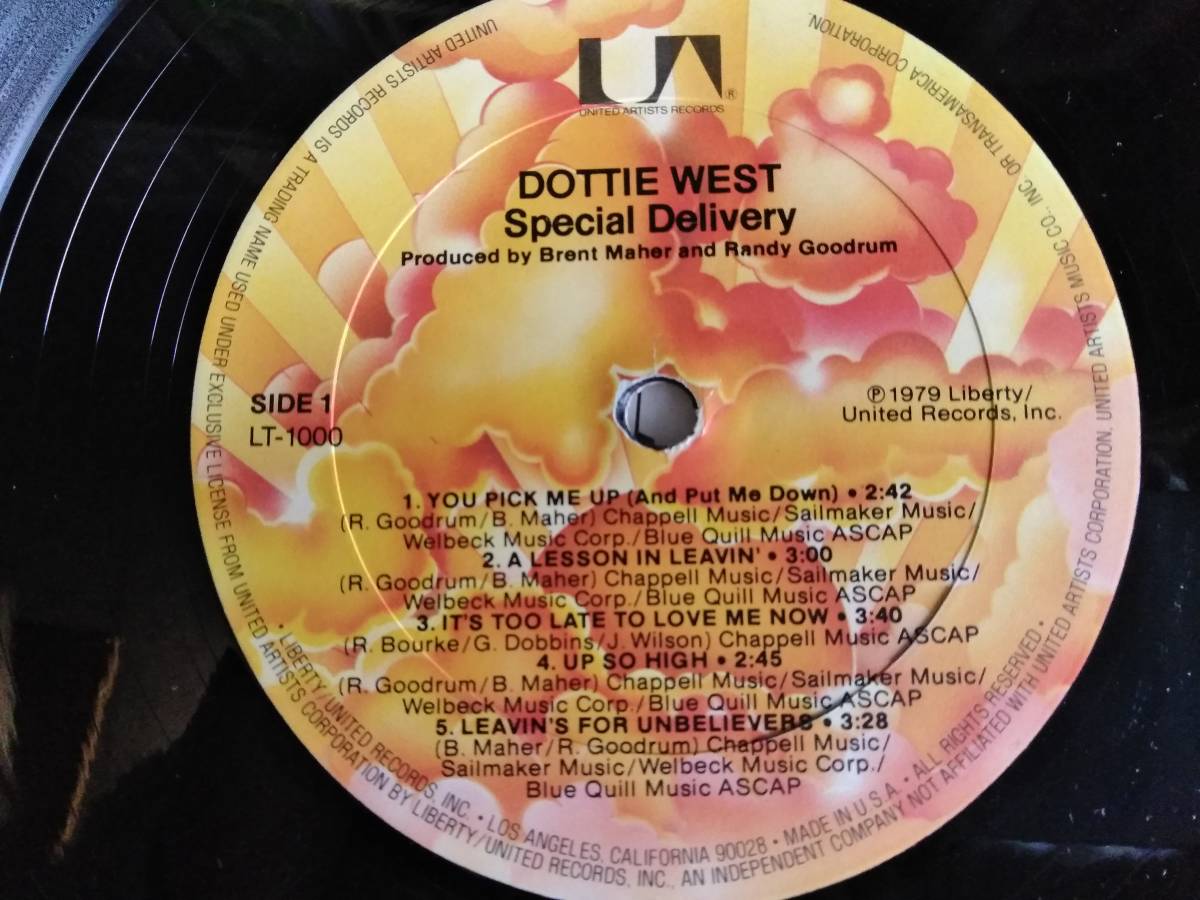 UA
®
UNITED ARTISTS RECORDS
DOTTIE WEST
Special Delivery
Produced by Brent Maher and Randy Goodrum
SIDE 1
LT-1000
℗ 1979 Liberty/
United Records, Inc.
1. YOU PICK ME UP (And Put Me Down) • 2:42
(R. Goodrum/B. Maher) Chappell Music/Sailmaker Music/
Welbeck Music Corp./Blue Quill Music ASCAP
2. A LESSON IN LEAVIN' • 3:00
(R. Goodrum/B. Maher) Chappell Music/Sailmaker Music/
Welbeck Music Corp./Blue Quill Music ASCAP
3. IT'S TOO LATE TO LOVE ME NOW • 3:40
(R. Bourke/G. Dobbins/J. Wilson) Chappell Music ASCAP
4. UP SO HIGH • 2:45
(R. Goodrum/B. Maher) Chappell Music/Sailmaker Music/
Welbeck Music Corp./Blue Quill Music ASCAP
5. LEAVIN'S FOR UNBELIEVERS • 3:28
(B. Maher/R. Goodrum) Chappell Music/
Sailmaker Music/Welbeck Music Corp./
Blue Quill Music ASCAP
• LIBERTY/UNITED RECORDS, INC. • LOS ANGELES, CALIFORNIA 90028 • MADE IN U.S.A. • ALL RIGHTS RESERVED •
UNITED ARTISTS RECORDS IS A TRADING NAME USED UNDER EXCLUSIVE LICENSE FROM UNITED ARTISTS CORPORATION BY LIBERTY/UNITED RECORDS, INC., AN INDEPENDENT COMPANY NOT AFFILIATED WITH UNITED ARTISTS CORPORATION, UNITED ARTISTS MUSIC CO., INC. OR TRANSAMERICA CORPORATION.